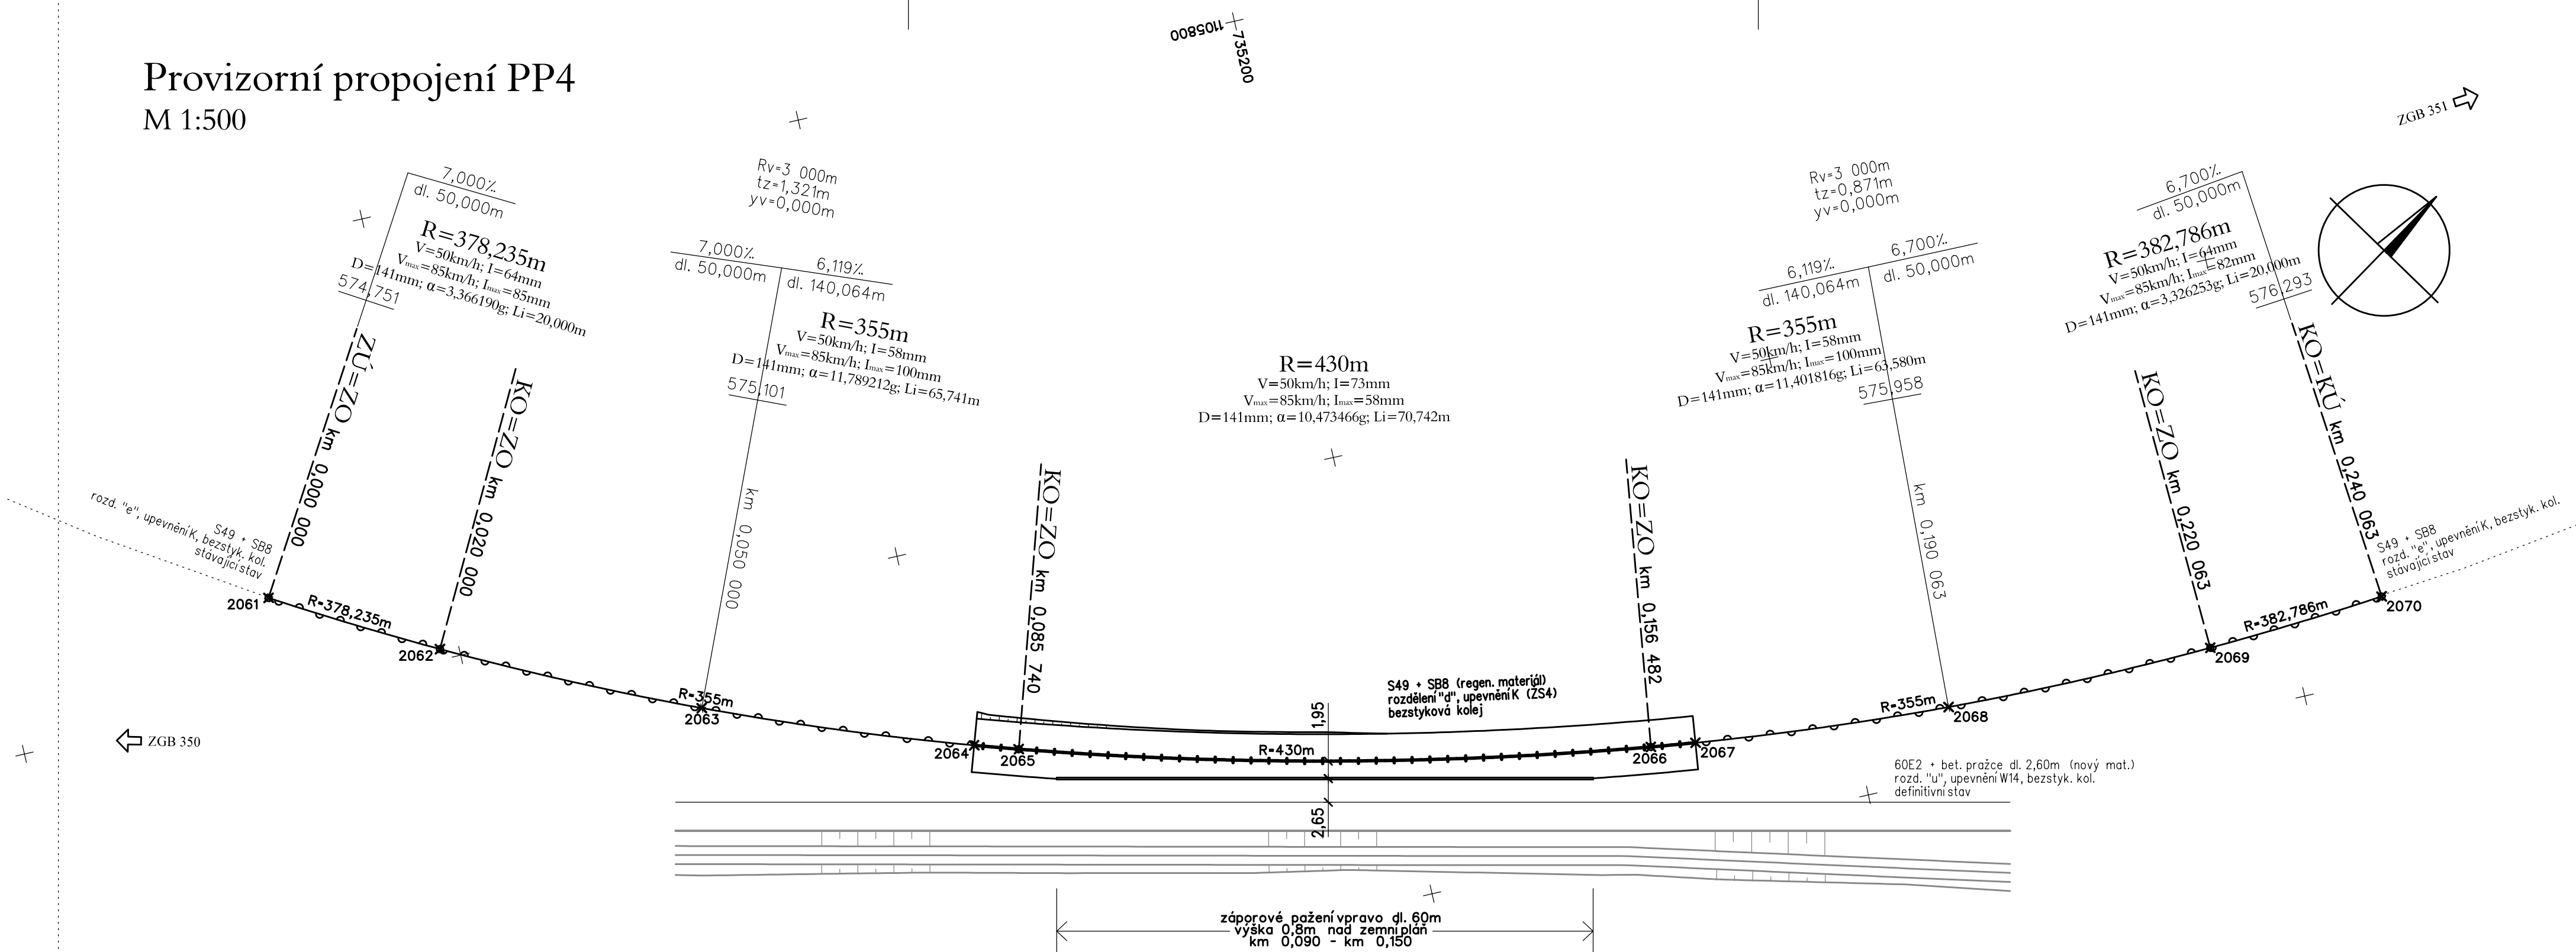 Provizorní propojení PP4
M 1:500
1105800
735200
ZGB 351
7,000‰
dl. 50,000m
R=378,235m
V=50km/h; I=64mm
Vmax=85km/h; Imax=85mm
D=141mm; α=3,366190g; Li=20,000m
574,751
ZÚ=ZO km 0,000 000
KO=ZO km 0,020 000
Rv=3 000m
tz=1,321m
yv=0,000m
7,000‰
dl. 50,000m
6,119‰
dl. 140,064m
R=355m
V=50km/h; I=58mm
Vmax=85km/h; Imax=100mm
D=141mm; α=11,789212g; Li=65,741m
575,101
km 0,050 000
R=430m
V=50km/h; I=73mm
Vmax=85km/h; Imax=58mm
D=141mm; α=10,473466g; Li=70,742m
KO=ZO km 0,085 740
KO=ZO km 0,156 482
Rv=3 000m
tz=0,871m
yv=0,000m
6,119‰
dl. 140,064m
6,700‰
dl. 50,000m
R=355m
V=50km/h; I=58mm
Vmax=85km/h; Imax=100mm
D=141mm; α=11,401816g; Li=63,580m
575,958
km 0,190 063
6,700‰
dl. 50,000m
R=382,786m
V=50km/h; I=64mm
Vmax=85km/h; Imax=82mm
D=141mm; α=3,326253g; Li=20,000m
576,293
KO=ZO km 0,220 063
KO=KÚ km 0,240 063
S49 + SB8
rozd. "e", upevnění K, bezstyk. kol.
stávající stav
S49 + SB8
rozd. "e", upevnění K, bezstyk. kol.
stávající stav
2061
R=378,235m
2062
R=355m
2063
2064
2065
R=430m
1,95
2,65
S49 + SB8 (regen. materiál)
rozdělení "d", upevnění K (ŽS4)
bezstyková kolej
2066
2067
R=355m
2068
2069
R=382,786m
2070
ZGB 350
60E2 + bet. pražce dl. 2,60m (nový mat.)
rozd. "u", upevnění W14, bezstyk. kol.
definitivní stav
záporové pažení vpravo dl. 60m
výška 0,8m nad zemní pláň
km 0,090 - km 0,150